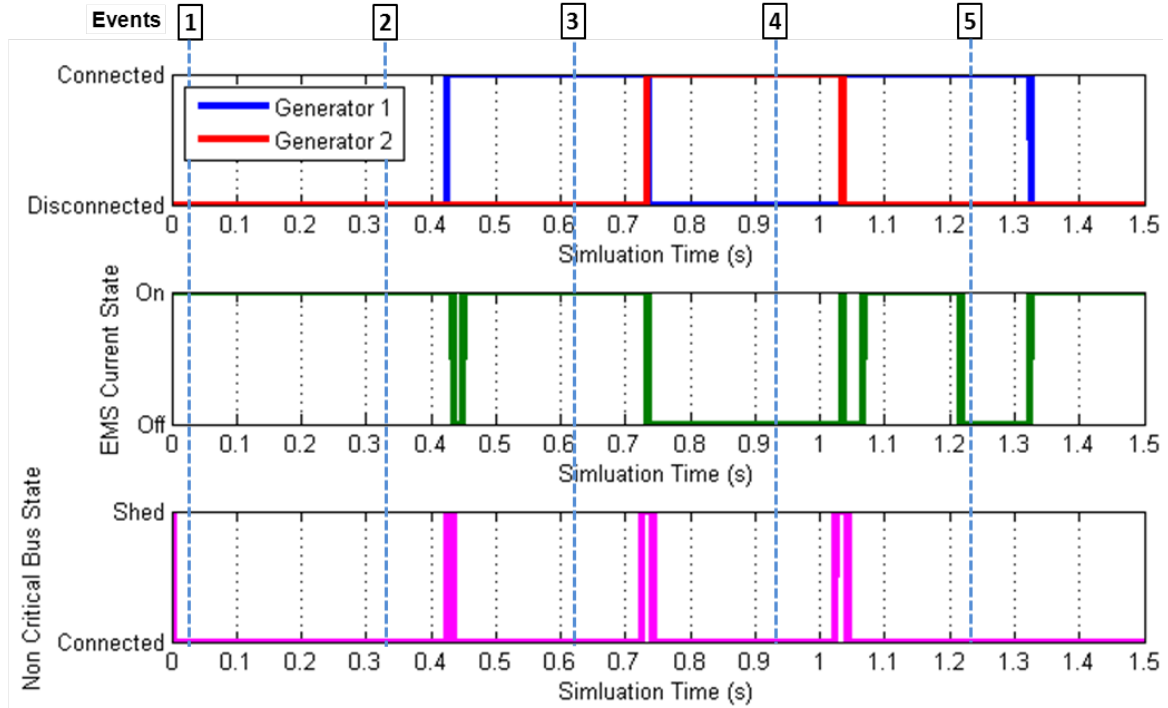 Events 1 2 3 4 5
Connected
Generator 1
Generator 2
Disconnected
0 0.1 0.2 0.3 0.4 0.5 0.6 0.7 0.8 0.9 1 1.1 1.2 1.3 1.4 1.5
Simluation Time (s)
EMS Current State
On
Off
0 0.1 0.2 0.3 0.4 0.5 0.6 0.7 0.8 0.9 1 1.1 1.2 1.3 1.4 1.5
Simluation Time (s)
Non Critical Bus State
Shed
Connected
0 0.1 0.2 0.3 0.4 0.5 0.6 0.7 0.8 0.9 1 1.1 1.2 1.3 1.4 1.5
Simluation Time (s)